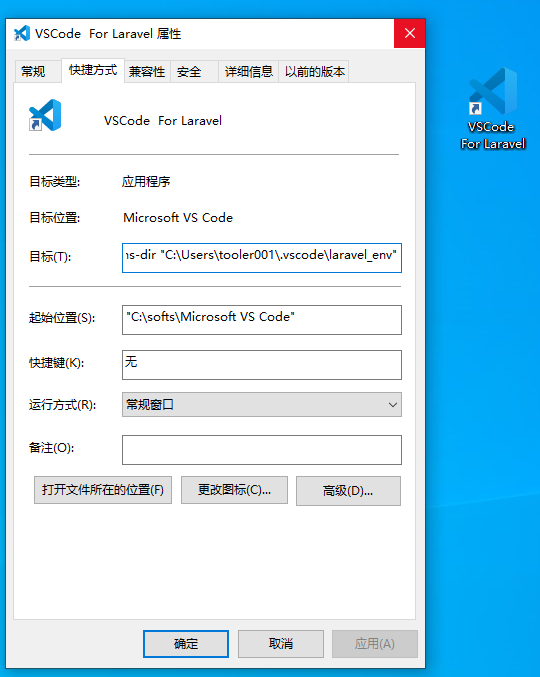 VSCode For Laravel 属性
常规 快捷方式 兼容性 安全 详细信息 以前的版本
VSCode For Laravel
目标类型: 应用程序
目标位置: Microsoft VS Code
目标(T): ns-dir "C:\Users\tooler001\.vscode\laravel_env"
起始位置(S): "C:\softs\Microsoft VS Code"
快捷键(K): 无
运行方式(R): 常规窗口
备注(O):
打开文件所在的位置(F) 更改图标(C)... 高级(D)...
确定 取消 应用(A)
VSCode
For Laravel